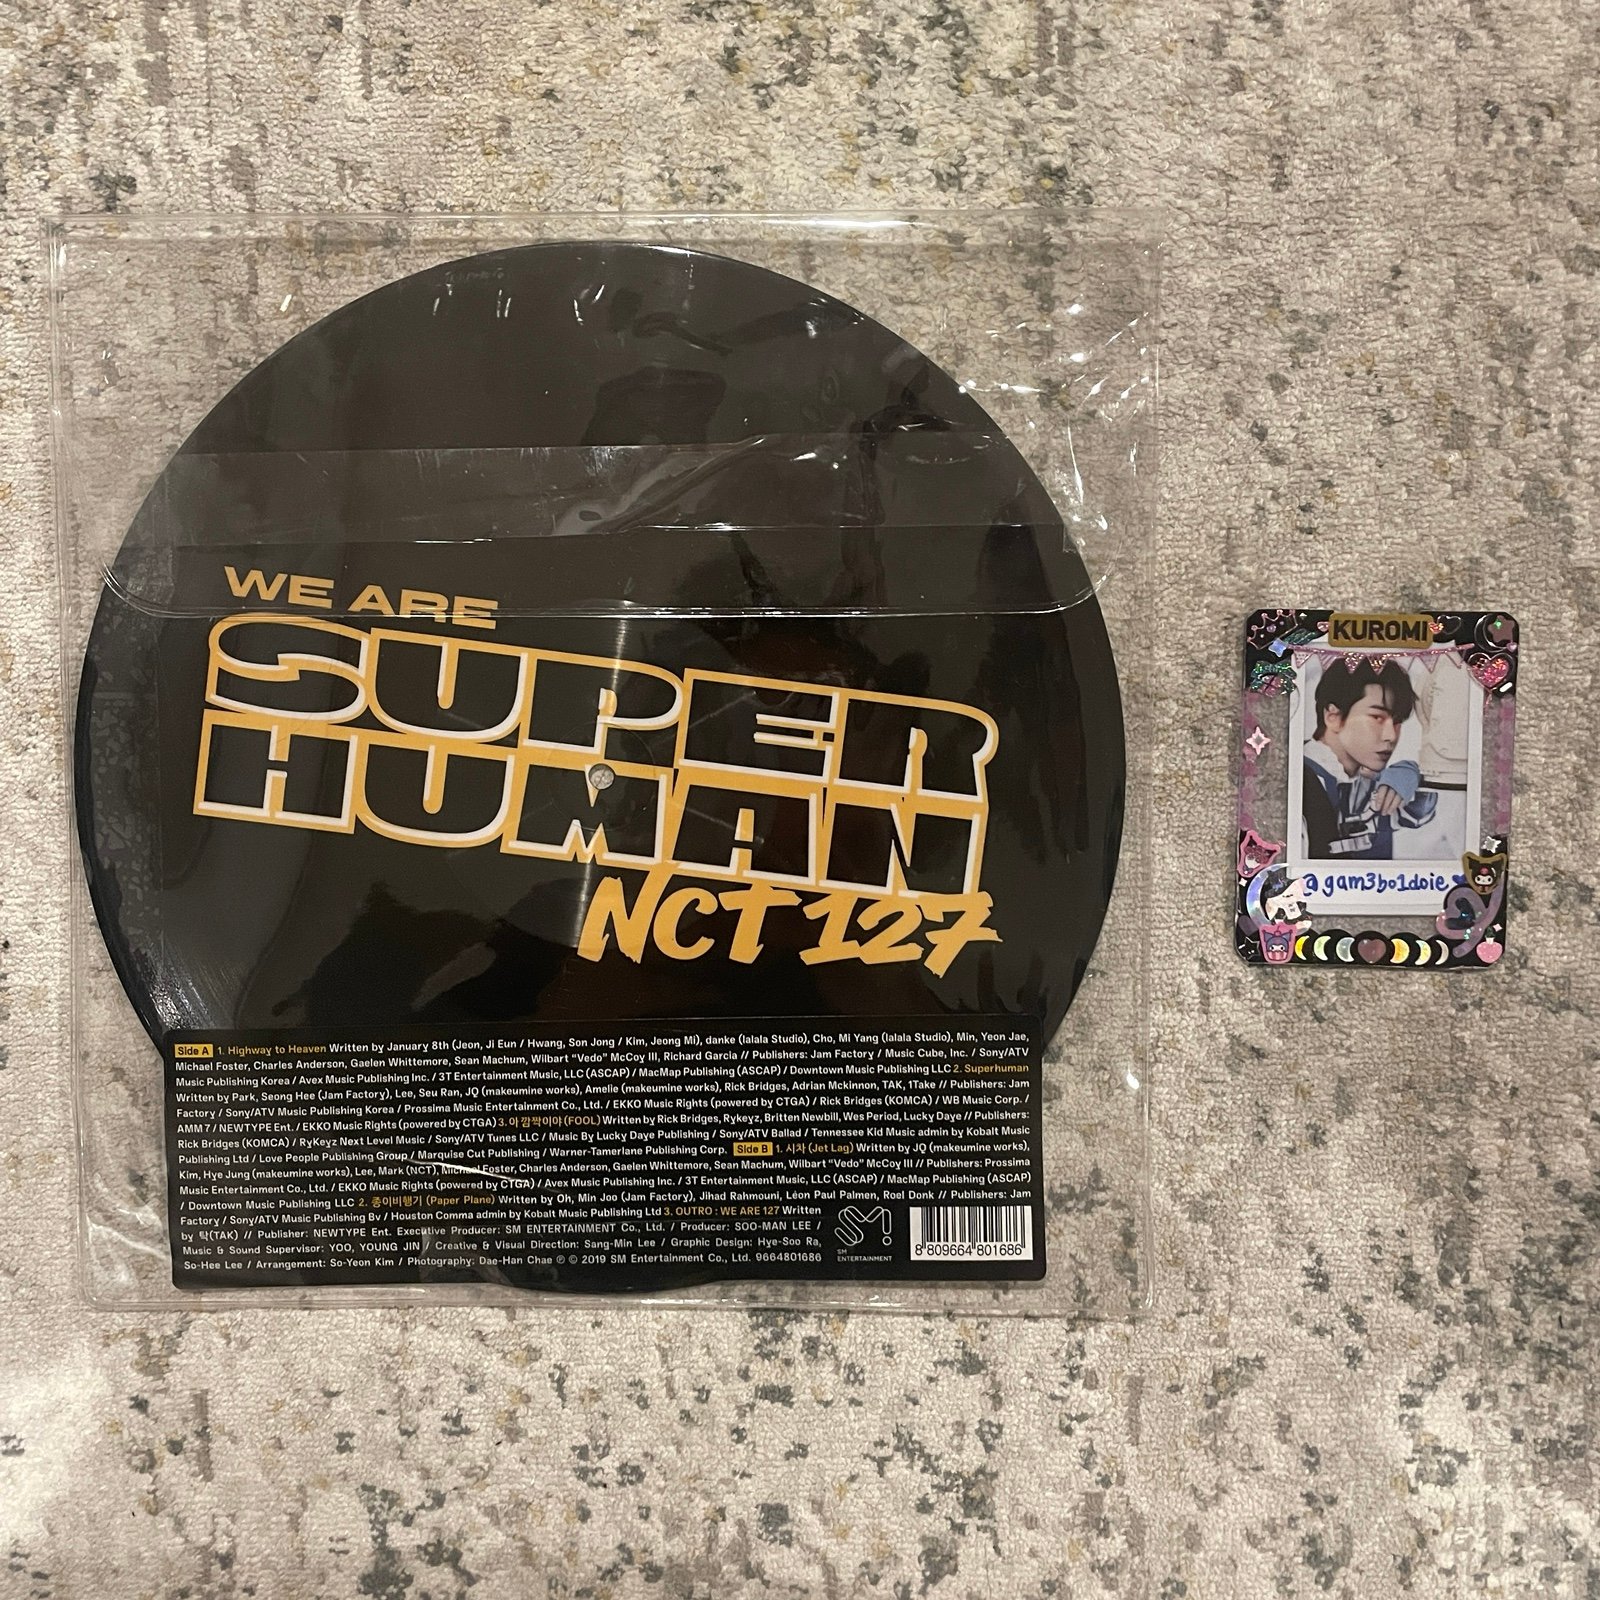 WE ARE
SUPER
HUMAN
NCT 127
Side A 1. Highway to Heaven Written by January 8th (Jeon, Ji Eun / Hwang, Son Jong / Kim, Jeong Mi), danke (lalala Studio), Cho, Mi Yang (lalala Studio), Min, Yeon Jae,
Michael Foster, Charles Anderson, Gaelen Whittemore, Sean Machum, Wilbart "Vedo" McCoy III, Richard Garcia // Publishers: Jam Factory / Music Cube, Inc. / Sony/ATV
Music Publishing Korea / Avex Music Publishing Inc. / 3T Entertainment Music, LLC (ASCAP) / MacMap Publishing (ASCAP) / Downtown Music Publishing LLC 2. Superhuman
Written by Park, Seong Hee (Jam Factory), Lee, Seu Ran, JQ (makeumine works), Amelie (makeumine works), Rick Bridges, Adrian Mckinnon, TAK, 1Take // Publishers: Jam
Factory / Sony/ATV Music Publishing Korea / Prossima Music Entertainment Co., Ltd. / EKKO Music Rights (powered by CTGA) / Rick Bridges (KOMCA) / WB Music Corp. /
AMM7 / NEWTYPE Ent. / EKKO Music Rights (powered by CTGA) 3. 아 깜짝이야 (FOOL) Written by Rick Bridges, Rykeyz, Britten Newbill, Wes Period, Lucky Daye // Publishers:
Rick Bridges (KOMCA) / RyKeyz Next Level Music / Sony/ATV Tunes LLC / Music By Lucky Daye Publishing / Sony/ATV Ballad / Tennessee Kid Music admin by Kobalt Music
Publishing Ltd / Love People Publishing Group / Marquise Cut Publishing / Warner-Tamerlane Publishing Corp. Side B 1. 시차 (Jet Lag) Written by JQ (makeumine works),
Kim, Hye Jung (makeumine works), Lee, Mark (NCT), Michael Foster, Charles Anderson, Gaelen Whittemore, Sean Machum, Wilbart "Vedo" McCoy III // Publishers: Prossima
Music Entertainment Co., Ltd. / EKKO Music Rights (powered by CTGA) / Avex Music Publishing Inc. / 3T Entertainment Music, LLC (ASCAP) / MacMap Publishing (ASCAP)
/ Downtown Music Publishing LLC 2. 종이비행기 (Paper Plane) Written by Oh, Min Joo (Jam Factory), Jihad Rahmouni, Léon Paul Palmen, Roel Donk // Publishers: Jam
Factory / Sony/ATV Music Publishing Bv / Houston Comma admin by Kobalt Music Publishing Ltd 3. OUTRO : WE ARE 127 Written
by 탁(TAK) // Publisher: NEWTYPE Ent. Executive Producer: SM ENTERTAINMENT Co., Ltd. / Producer: SOO-MAN LEE /
Music & Sound Supervisor: YOO, YOUNG JIN / Creative & Visual Direction: Sang-Min Lee / Graphic Design: Hye-Soo Ra,
So-Hee Lee / Arrangement: So-Yeon Kim / Photography: Dae-Han Chae ℗ © 2019 SM Entertainment Co., Ltd. 9664801686
SM
ENTERTAINMENT
8 809664 801686
KUROMI
@gam3bo1doie